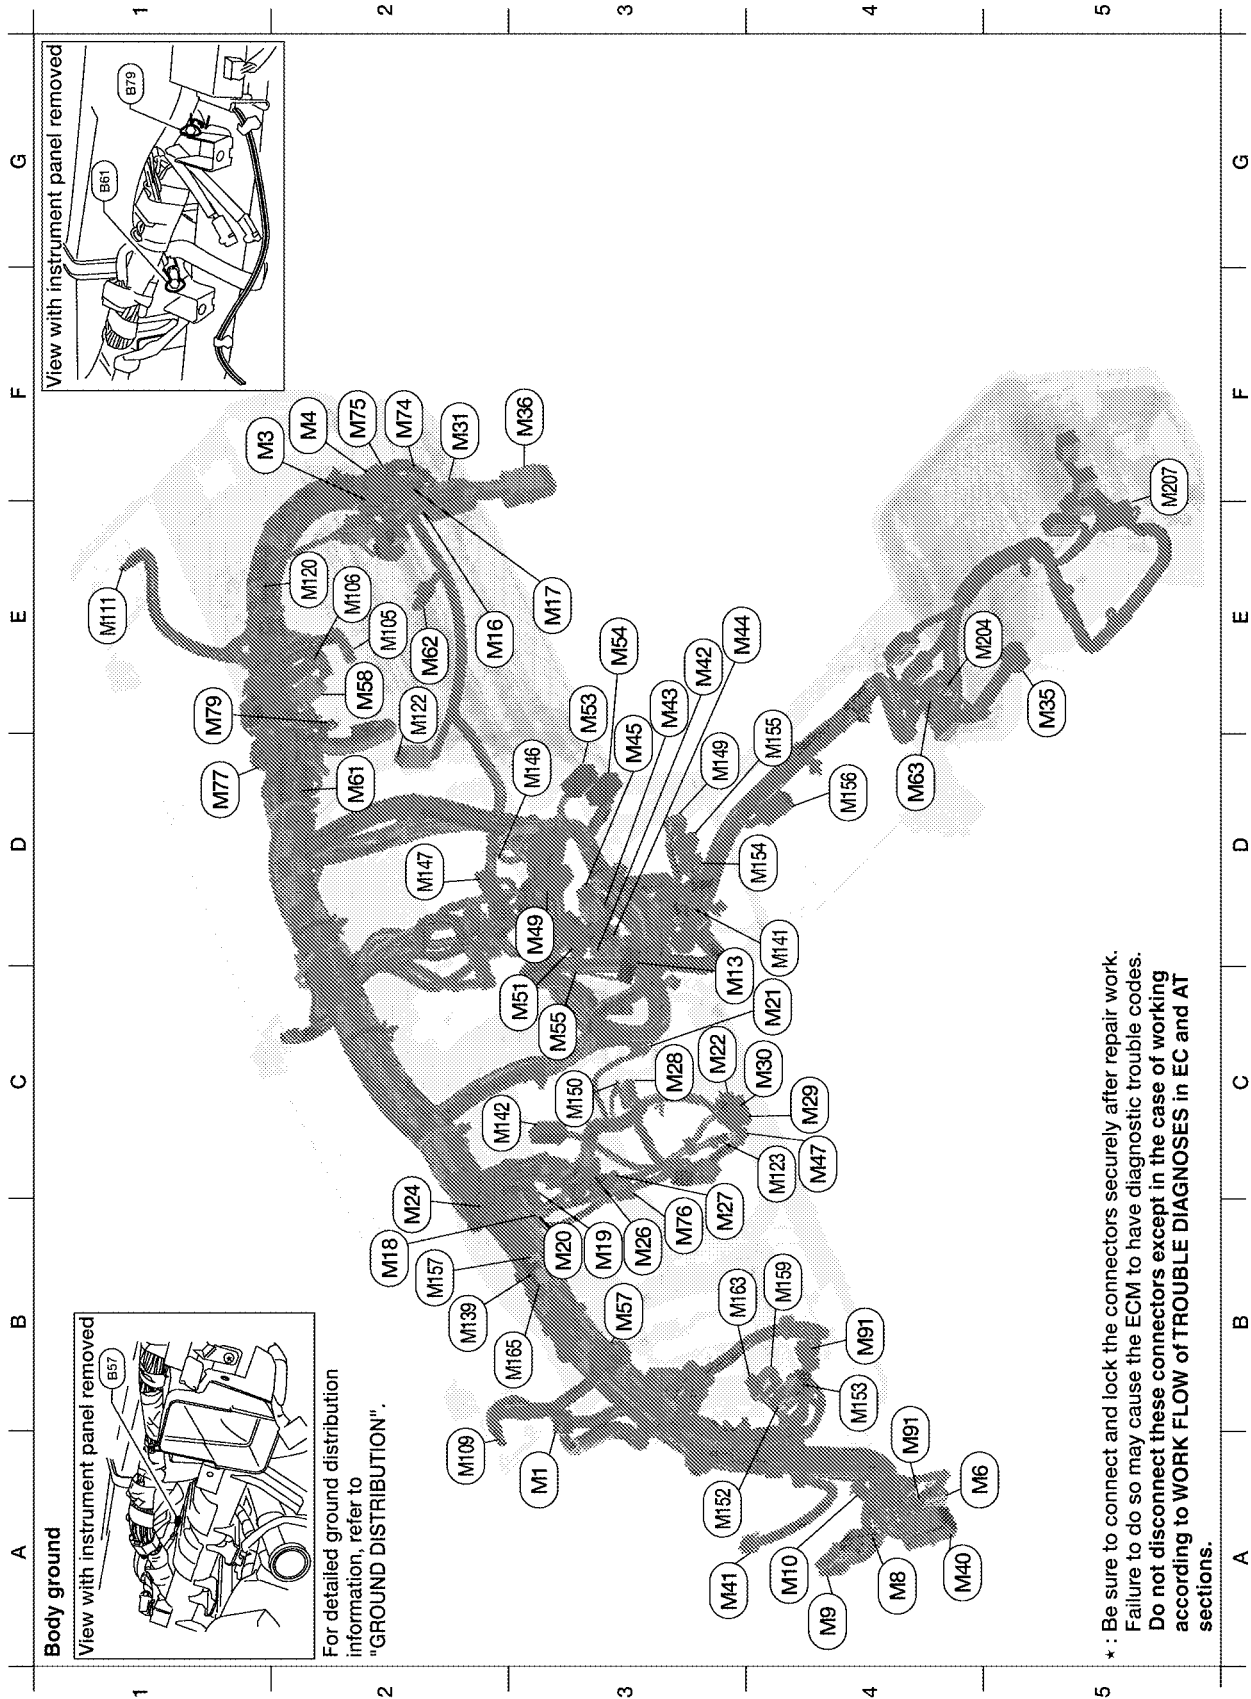 1
2
3
4
5
G
F
E
D
C
B
A
Body ground
View with instrument panel removed
B57
For detailed ground distribution
information, refer to
"GROUND DISTRIBUTION".
View with instrument panel removed
B61
B79
M111
M3
M4
M75
M74
M31
M36
M120
M106
M105
M62
M16
M17
M79
M58
M122
M77
M61
M146
M53
M54
M45
M43
M42
M44
M149
M155
M156
M63
M204
M35
M207
M147
M49
M154
M141
M51
M55
M13
M21
M142
M150
M28
M22
M30
M29
M47
M123
M24
M18
M157
M139
M165
M20
M19
M26
M76
M27
M57
M163
M159
M91
M153
M109
M1
M152
M91
M6
M41
M10
M9
M8
M40
★ : Be sure to connect and lock the connectors securely after repair work.
Failure to do so may cause the ECM to have diagnostic trouble codes.
Do not disconnect these connectors except in the case of working
according to WORK FLOW of TROUBLE DIAGNOSES in EC and AT
sections.
1
2
3
4
5
G
F
E
D
C
B
A